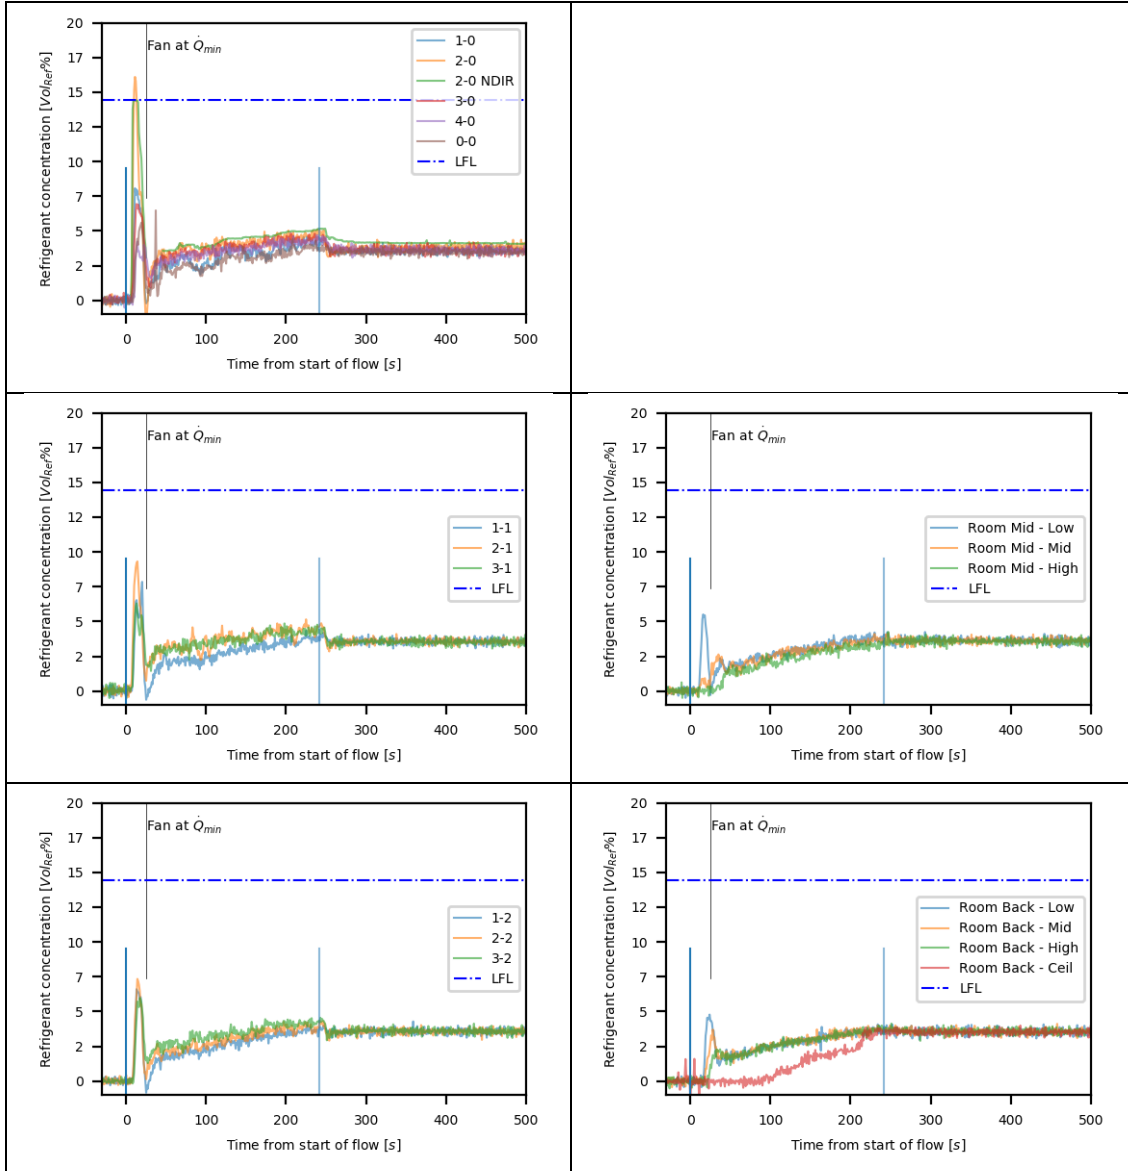 Refrigerant concentration [Vol_Ref%]
20
17
15
12
10
7
5
2
0
Fan at Q̇_min
1-0
2-0
2-0 NDIR
3-0
4-0
0-0
LFL
0 100 200 300 400 500
Time from start of flow [s]
Refrigerant concentration [Vol_Ref%]
20
17
15
12
10
7
5
2
0
Fan at Q̇_min
1-1
2-1
3-1
LFL
0 100 200 300 400 500
Time from start of flow [s]
Refrigerant concentration [Vol_Ref%]
20
17
15
12
10
7
5
2
0
Fan at Q̇_min
Room Mid - Low
Room Mid - Mid
Room Mid - High
LFL
0 100 200 300 400 500
Time from start of flow [s]
Refrigerant concentration [Vol_Ref%]
20
17
15
12
10
7
5
2
0
Fan at Q̇_min
1-2
2-2
3-2
LFL
0 100 200 300 400 500
Time from start of flow [s]
Refrigerant concentration [Vol_Ref%]
20
17
15
12
10
7
5
2
0
Fan at Q̇_min
Room Back - Low
Room Back - Mid
Room Back - High
Room Back - Ceil
LFL
0 100 200 300 400 500
Time from start of flow [s]